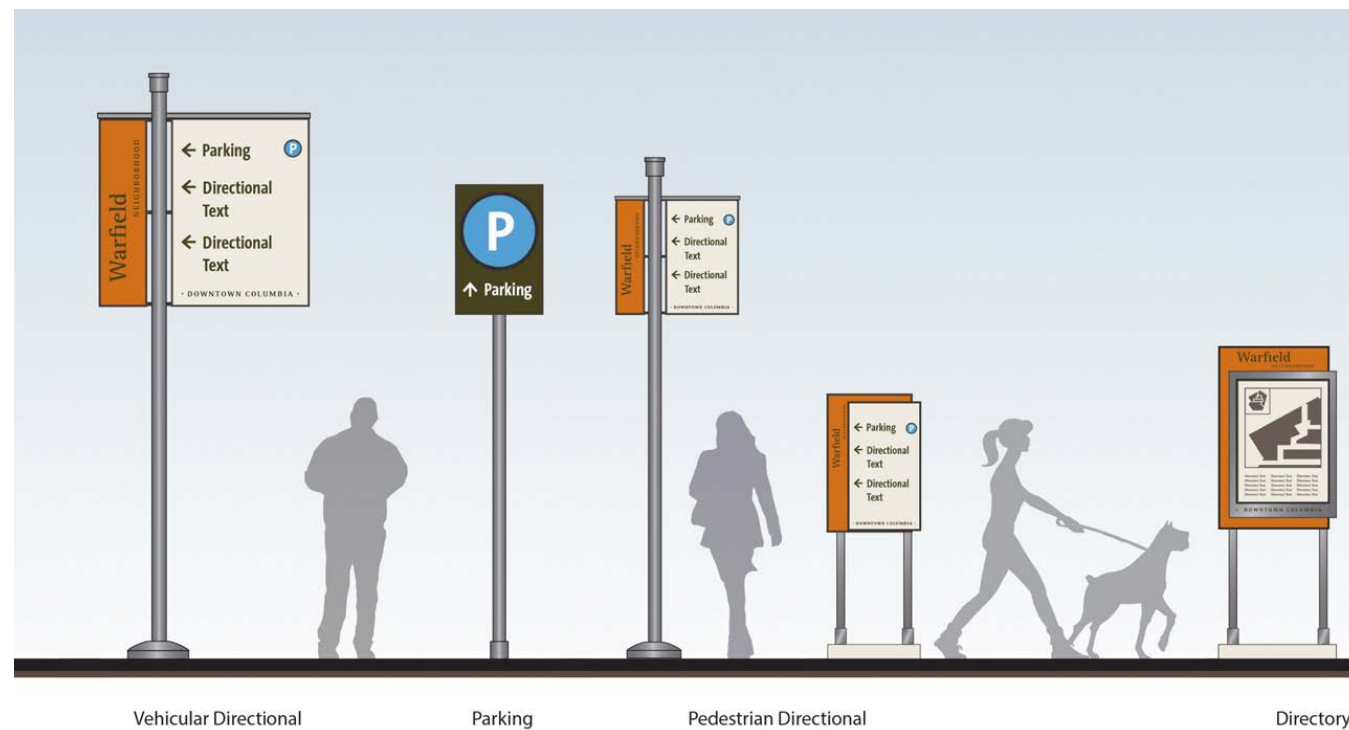 Warfield
NEIGHBORHOOD
← Parking P
← Directional
Text
← Directional
Text
· DOWNTOWN COLUMBIA ·
P
↑ Parking
Warfield
NEIGHBORHOOD
← Parking P
← Directional
Text
← Directional
Text
· DOWNTOWN COLUMBIA ·
Warfield
← Parking P
← Directional
Text
← Directional
Text
· DOWNTOWN COLUMBIA ·
Warfield
NEIGHBORHOOD
· DOWNTOWN COLUMBIA
Vehicular Directional
Parking
Pedestrian Directional
Directory